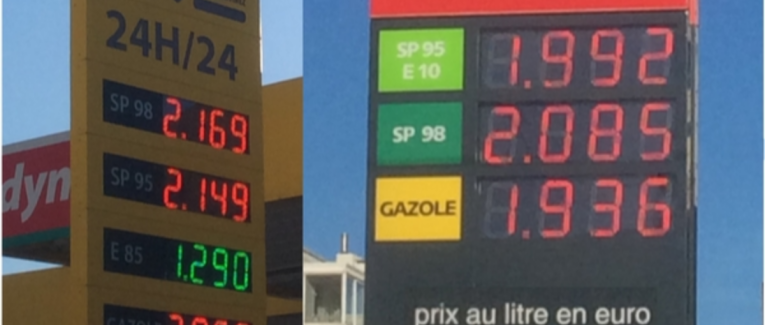 24H/24
SP 98 2.169
SP 95 2.149
dyn
E 85 1.290
SP 95
E 10
1.992
SP 98 2.085
GAZOLE 1.936
prix au litre en euro